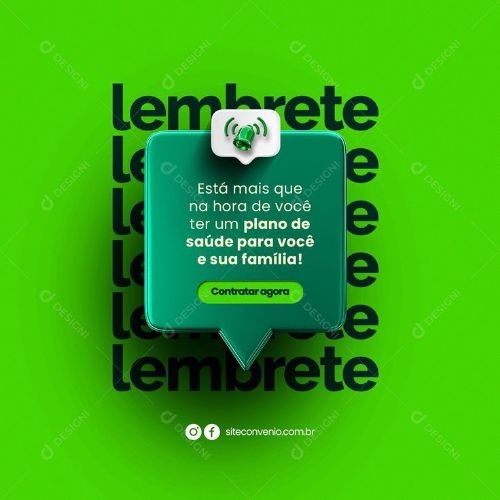 lembrete
Está mais que
na hora de você
ter um plano de
saúde para você
e sua família!
Contratar agora
lembrete
siteconvenio.com.br
DESIGNI